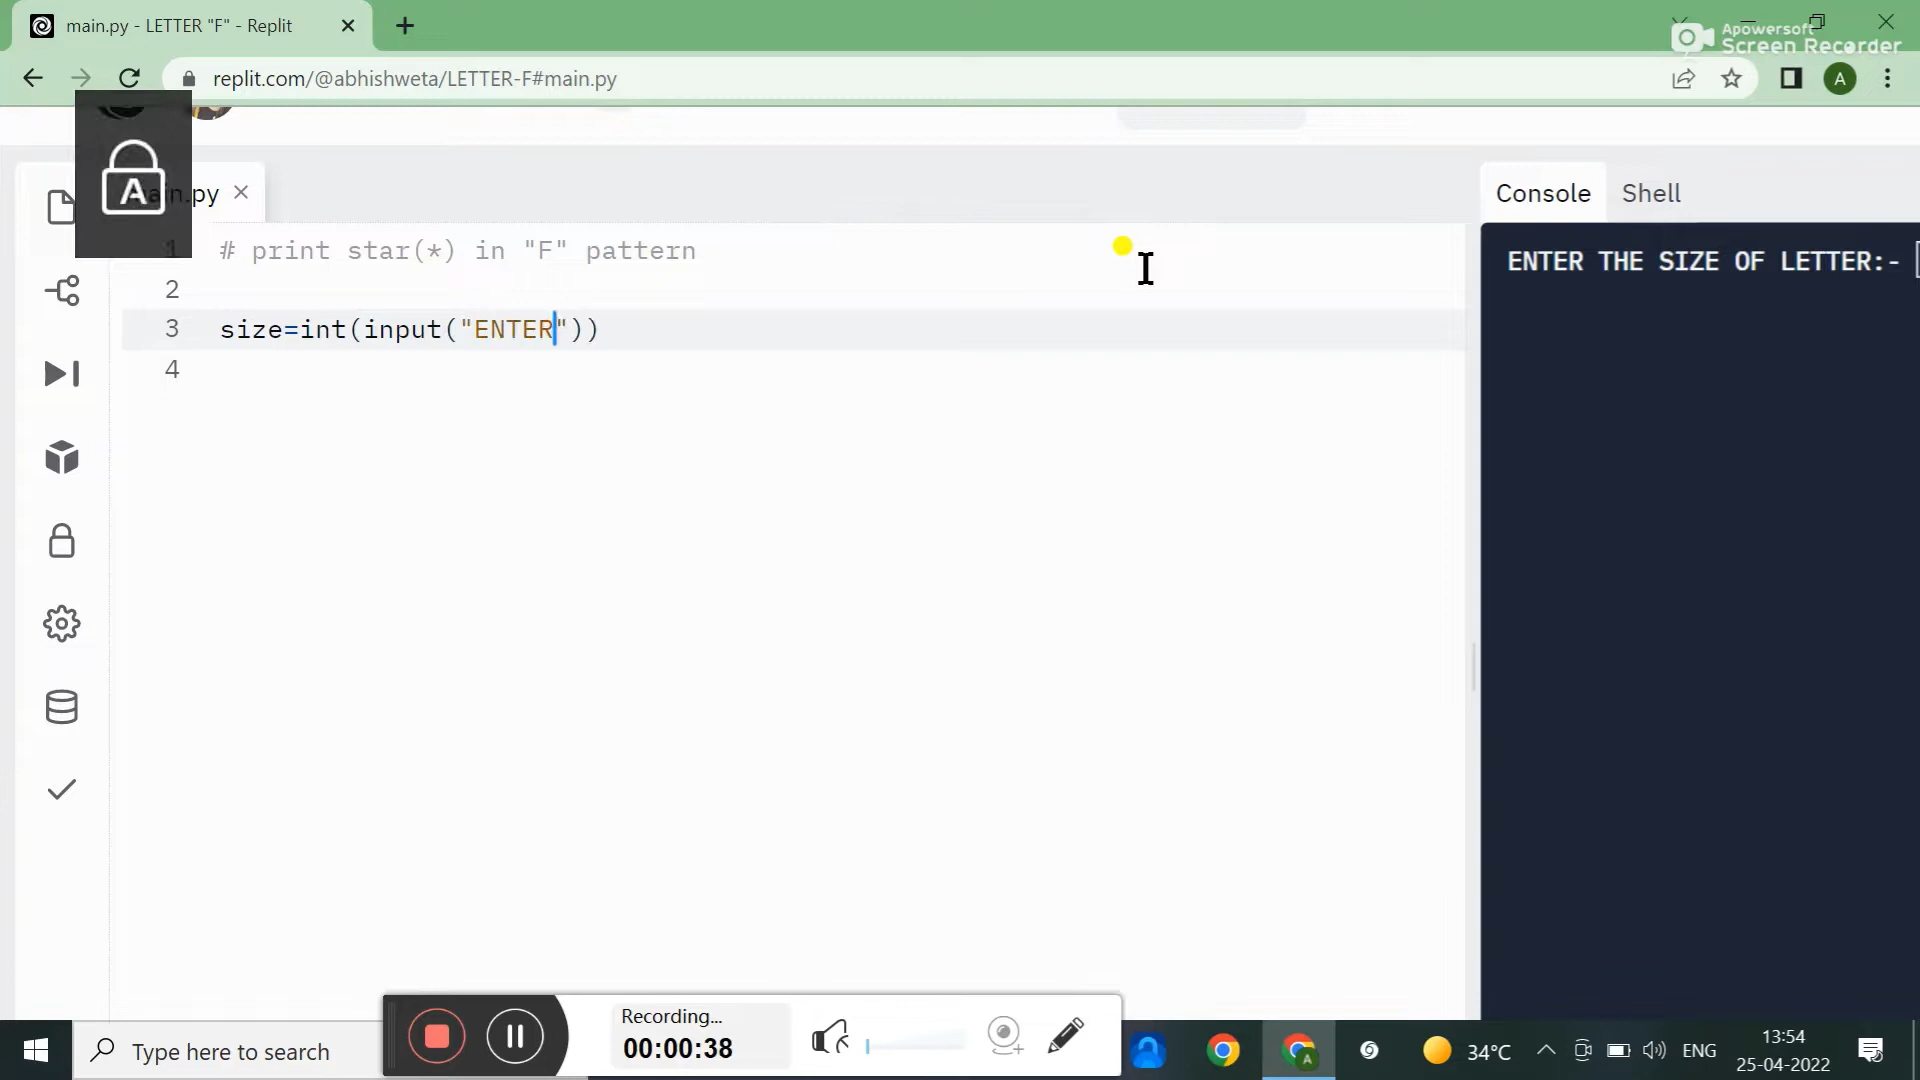 main.py - LETTER "F" - Replit
Apowersoft
Screen Recorder
replit.com/@abhishweta/LETTER-F#main.py
A
A
main.py
Console
Shell
1 # print star(*) in "F" pattern
2
3 size=int(input("ENTER"))
4
ENTER THE SIZE OF LETTER:-
Recording...
00:00:38
Type here to search
A
34°C
ENG
13:54
25-04-2022